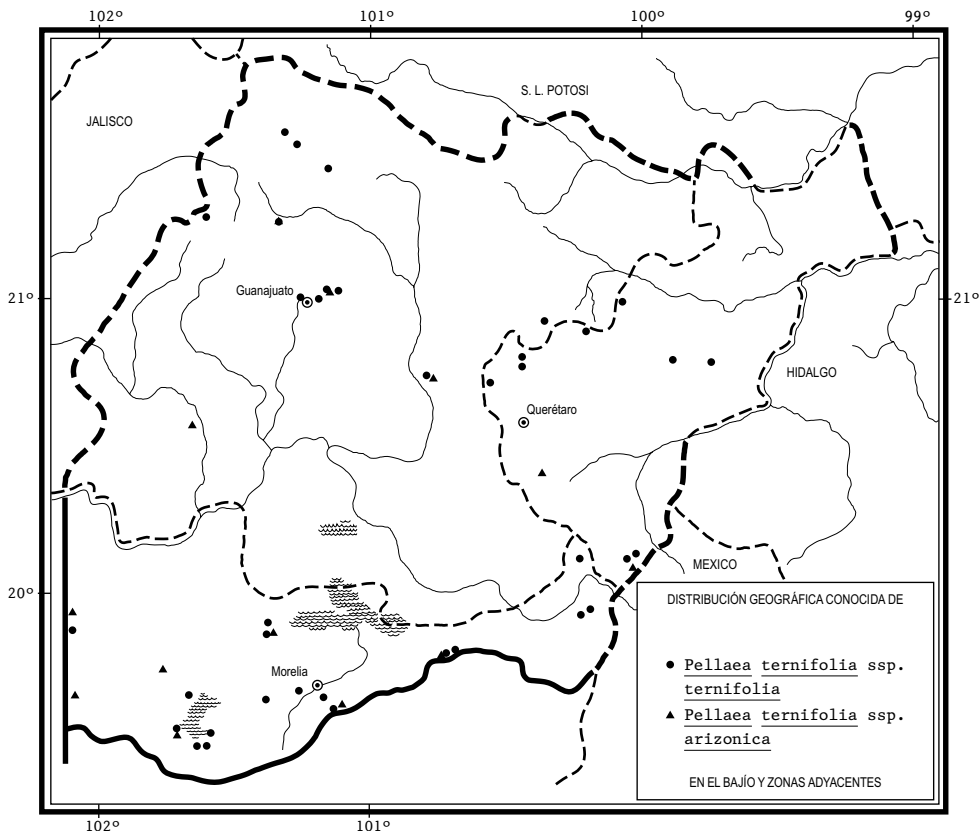 102º 101º 100º 99º
S. L. POTOSI
JALISCO
Guanajuato
21º 21º
HIDALGO
Querétaro
MEXICO
20º
DISTRIBUCIÓN GEOGRÁFICA CONOCIDA DE
Morelia
Pellaea ternifolia ssp.
ternifolia
Pellaea ternifolia ssp.
arizonica
EN EL BAJÍO Y ZONAS ADYACENTES
102º 101º